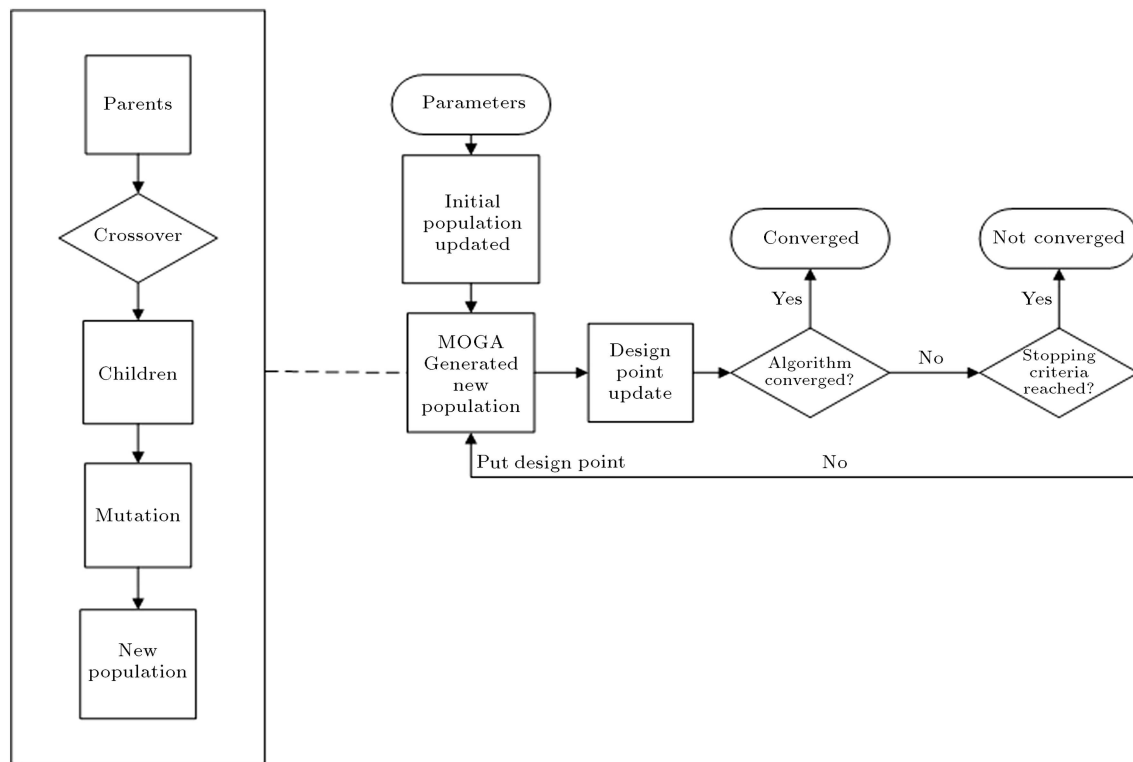 Parents
Crossover
Children
Mutation
New
population
Parameters
Initial
population
updated
MOGA
Generated
new
population
Design
point
update
Algorithm
converged?
Yes
Converged
No
Stopping
criteria
reached?
Yes
Not converged
Put design point
No